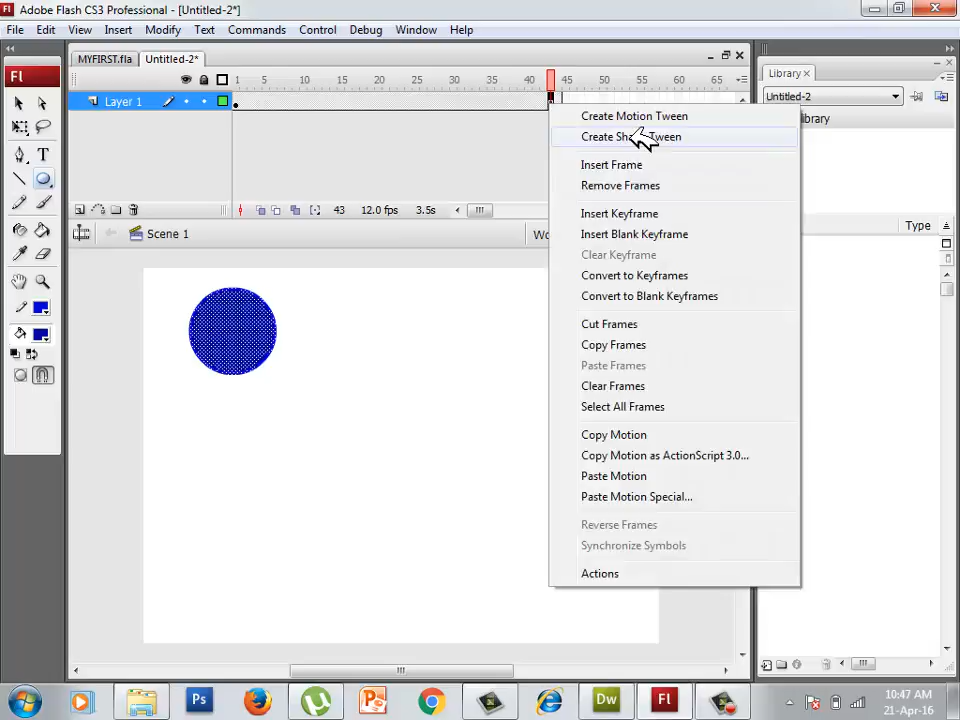 Fl Adobe Flash CS3 Professional - [Untitled-2*]
File Edit View Insert Modify Text Commands Control Debug Window Help
MYFIRST.fla Untitled-2*
Fl
1 5 10 15 20 25 30 35 40 45 50 55 60 65
Layer 1
43 12.0 fps 3.5s
Scene 1
Wo
T
Create Motion Tween
Create Sha Tween
Insert Frame
Remove Frames
Insert Keyframe
Insert Blank Keyframe
Clear Keyframe
Convert to Keyframes
Convert to Blank Keyframes
Cut Frames
Copy Frames
Paste Frames
Clear Frames
Select All Frames
Copy Motion
Copy Motion as ActionScript 3.0...
Paste Motion
Paste Motion Special...
Reverse Frames
Synchronize Symbols
Actions
Library
Untitled-2
library
Type
Ps
Dw
Fl
10:47 AM
21-Apr-16